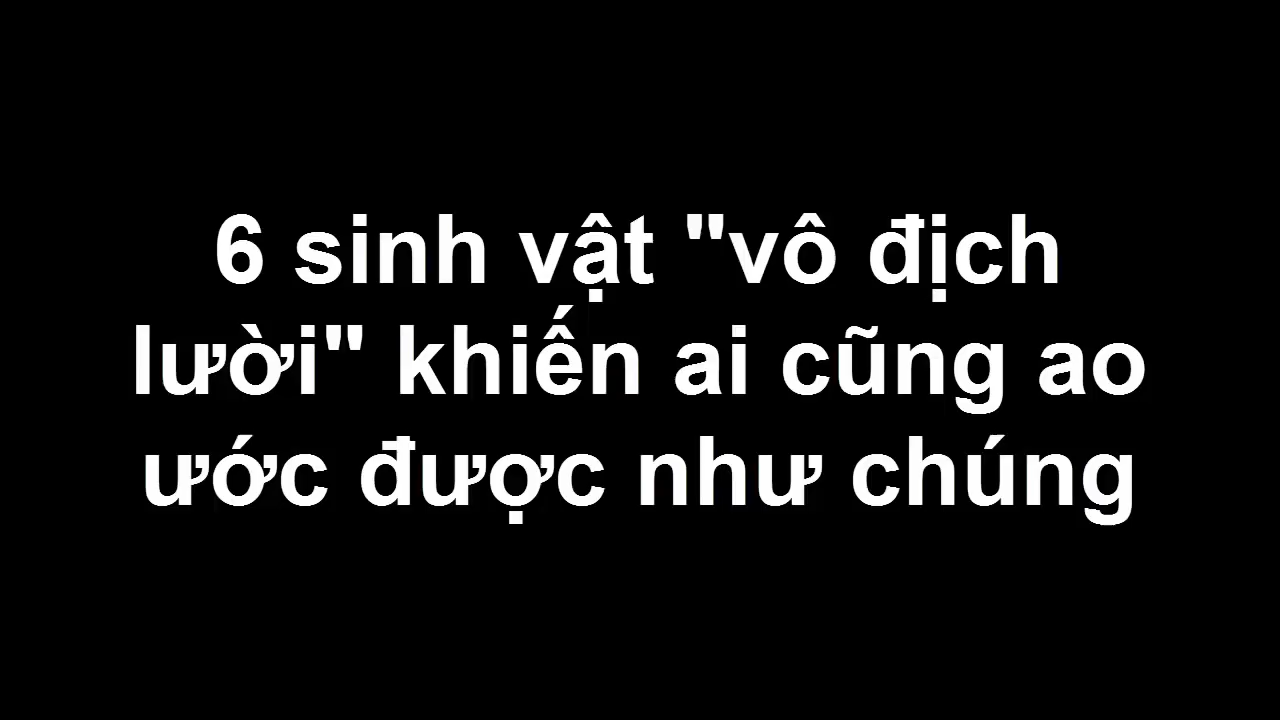 6 sinh vật "vô địch
lười" khiến ai cũng ao
ước được như chúng